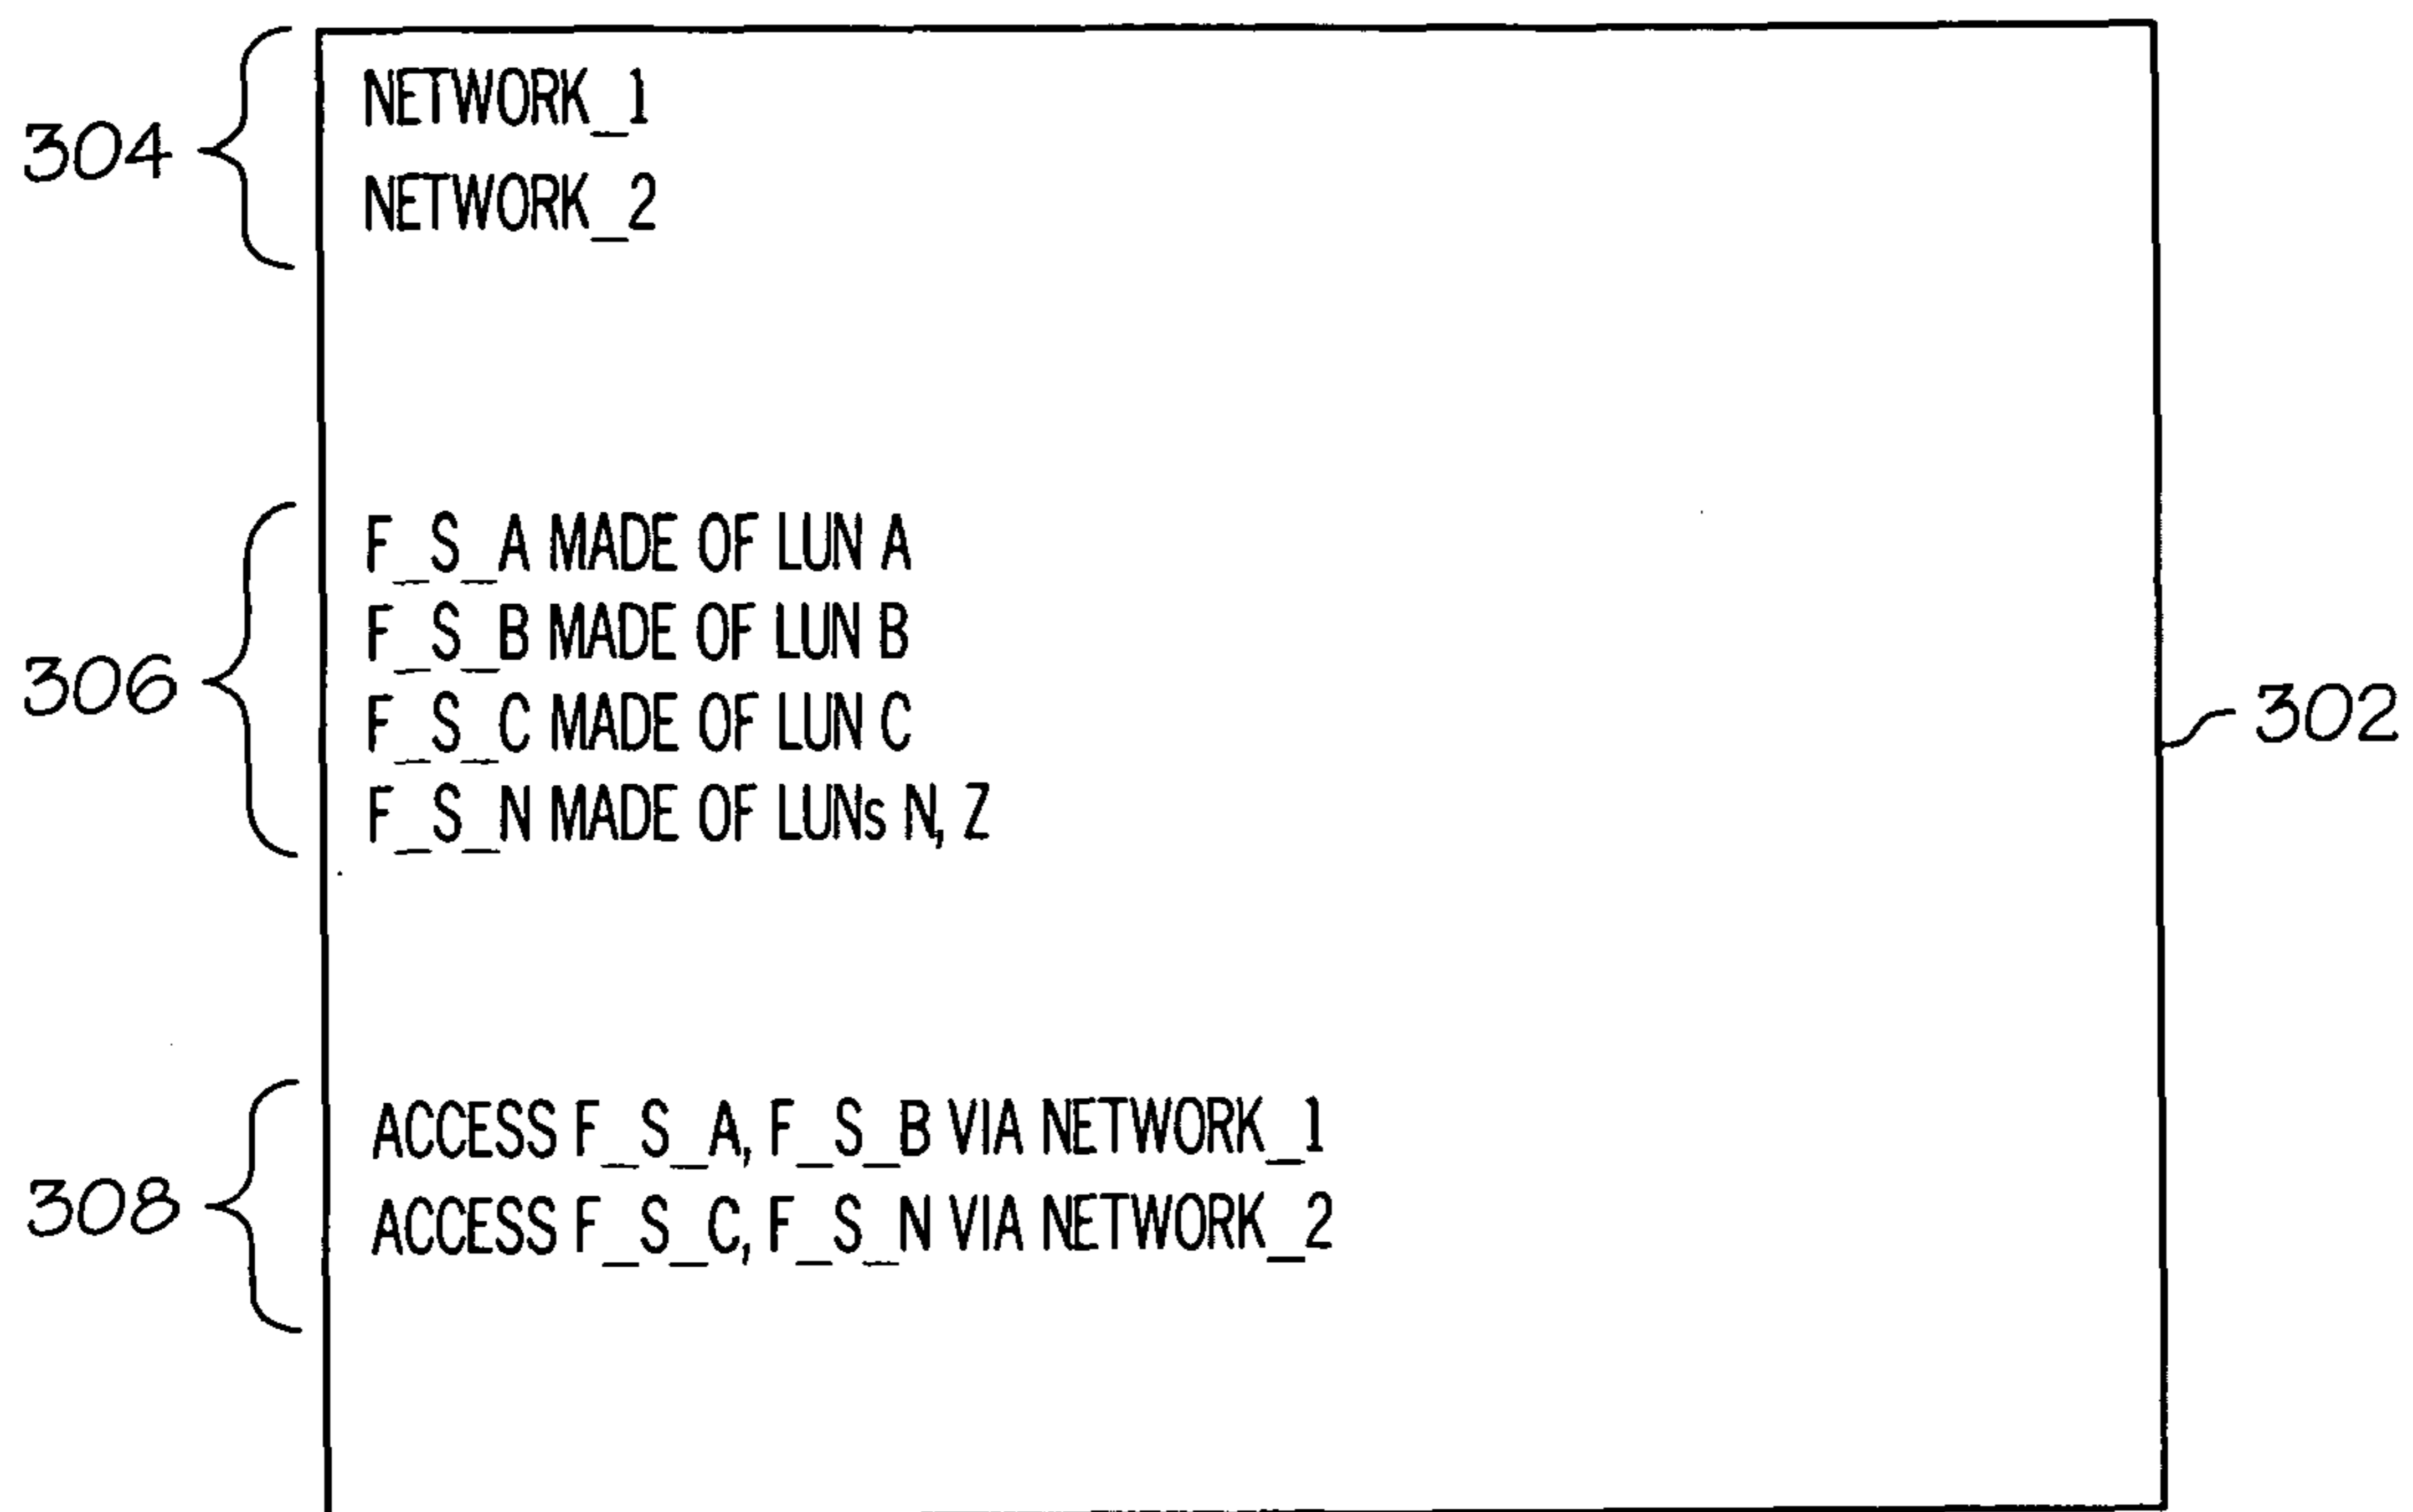 304
NETWORK_1
NETWORK_2
306
F_S_A MADE OF LUN A
F_S_B MADE OF LUN B
F_S_C MADE OF LUN C
F_S_N MADE OF LUNs N, Z
302
308
ACCESS F_S_A, F_S_B VIA NETWORK_1
ACCESS F_S_C, F_S_N VIA NETWORK_2